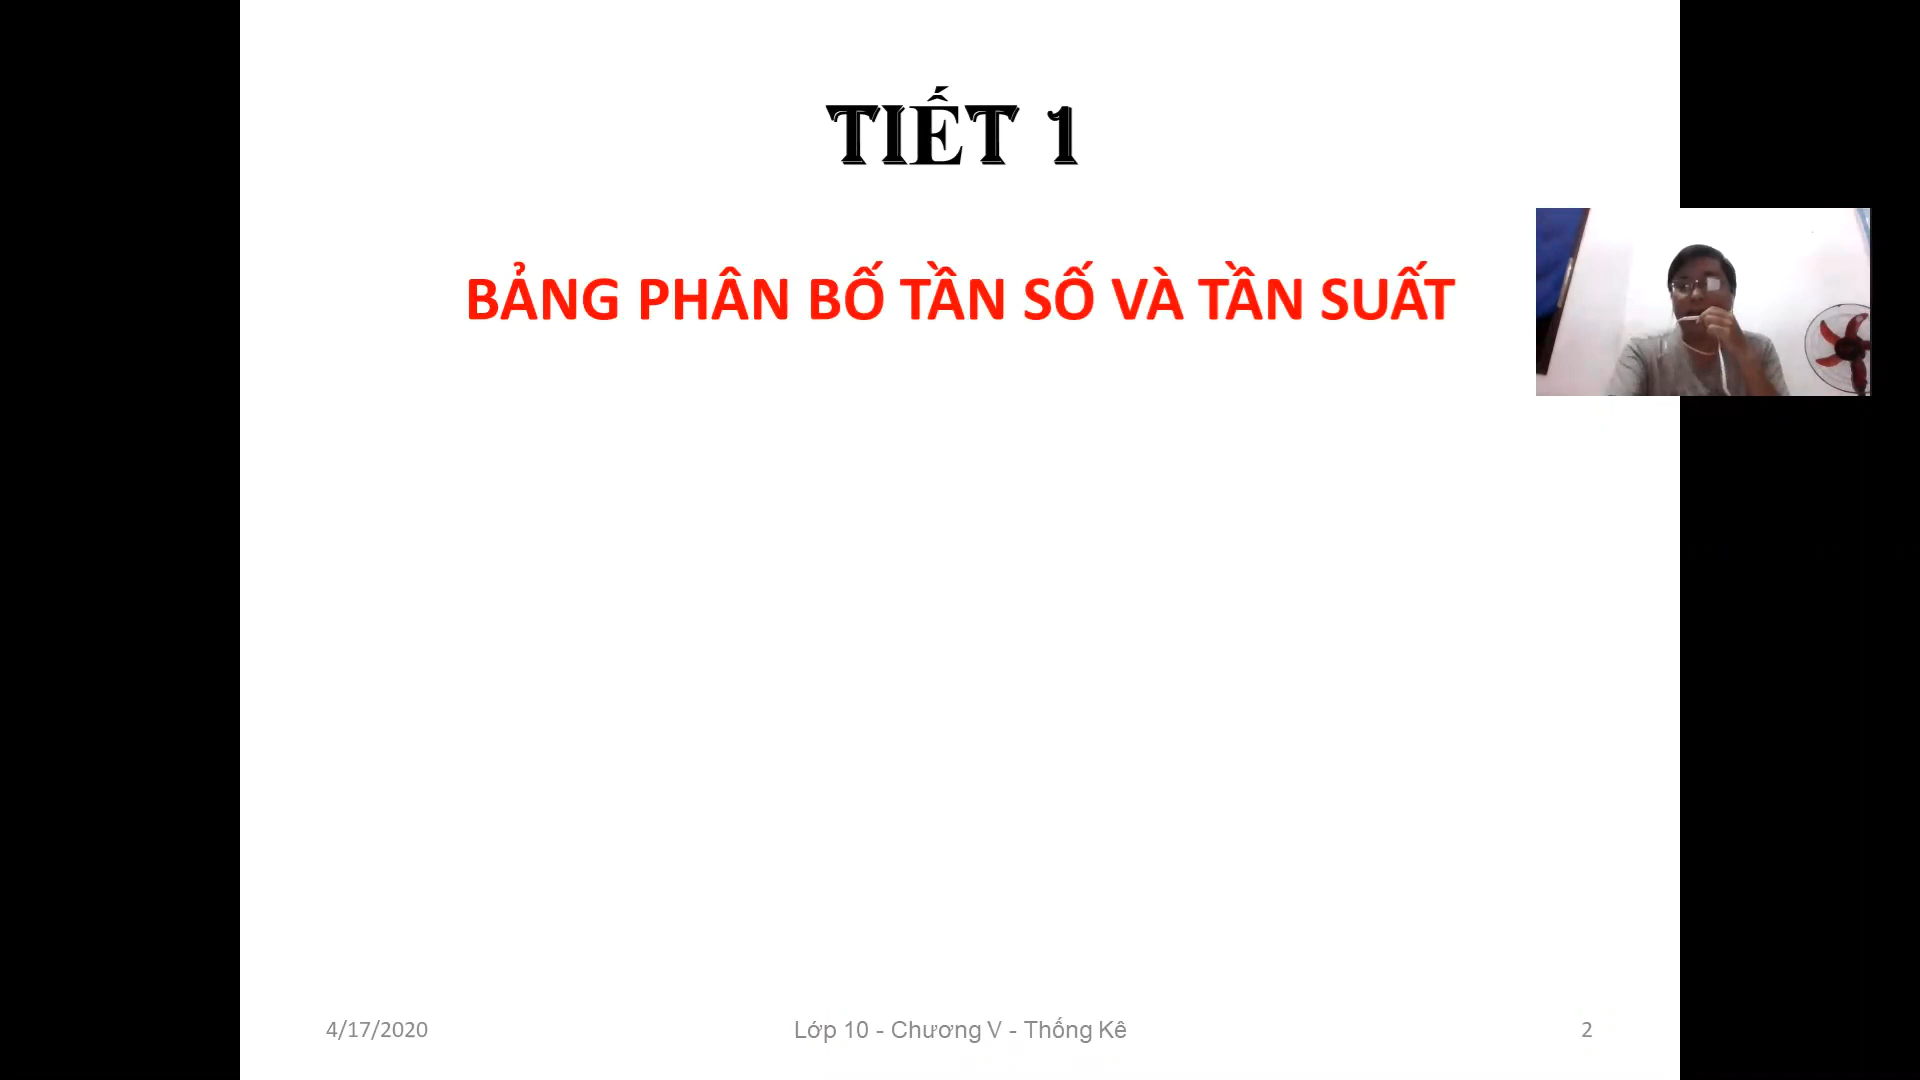 TIẾT 1
BẢNG PHÂN BỐ TẦN SỐ VÀ TẦN SUẤT
4/17/2020
Lớp 10 - Chương V - Thống Kê
2